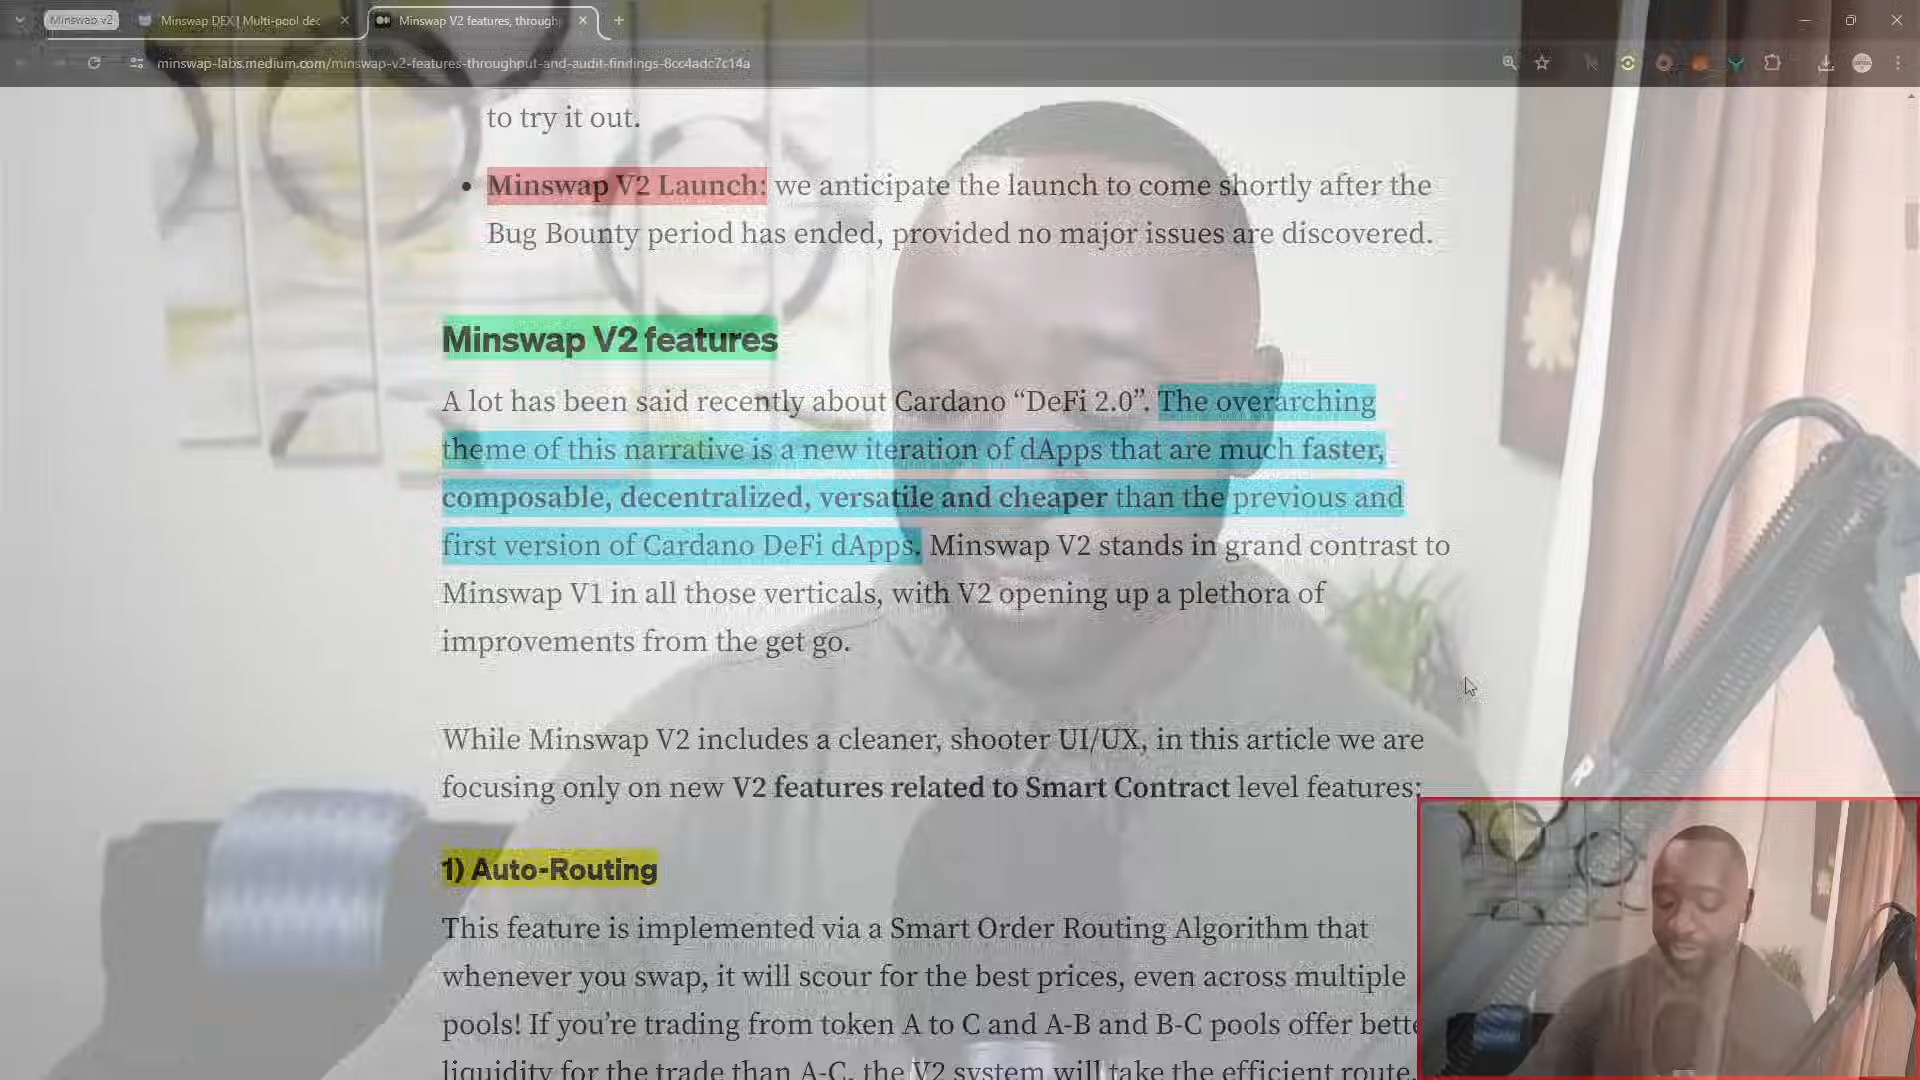 Minswap v2
Minswap DEX | Multi-pool dec
Minswap V2 features, through
minswap-labs.medium.com/minswap-v2-features-throughput-and-audit-findings-8cc4adc7c14a
to try it out.
• Minswap V2 Launch: we anticipate the launch to come shortly after the
Bug Bounty period has ended, provided no major issues are discovered.
Minswap V2 features
A lot has been said recently about Cardano “DeFi 2.0”. The overarching
theme of this narrative is a new iteration of dApps that are much faster,
composable, decentralized, versatile and cheaper than the previous and
first version of Cardano DeFi dApps. Minswap V2 stands in grand contrast to
Minswap V1 in all those verticals, with V2 opening up a plethora of
improvements from the get go.
While Minswap V2 includes a cleaner, shooter UI/UX, in this article we are
focusing only on new V2 features related to Smart Contract level features:
1) Auto-Routing
This feature is implemented via a Smart Order Routing Algorithm that
whenever you swap, it will scour for the best prices, even across multiple
pools! If you’re trading from token A to C and A-B and B-C pools offer bette
liquidity for the trade than A-C, the V2 system will take the efficient route.